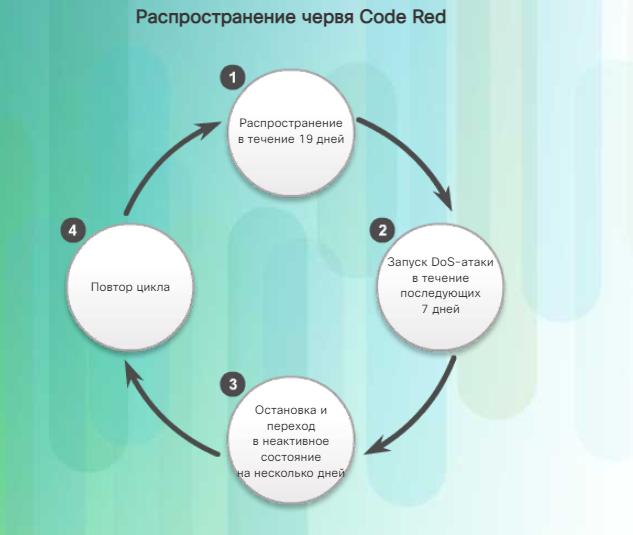 Распространение червя Code Red
1
Распространение
в течение 19 дней
2
Запуск DoS-атаки
в течение
последующих
7 дней
3
Остановка и
переход
в неактивное
состояние
на несколько дней
4
Повтор цикла